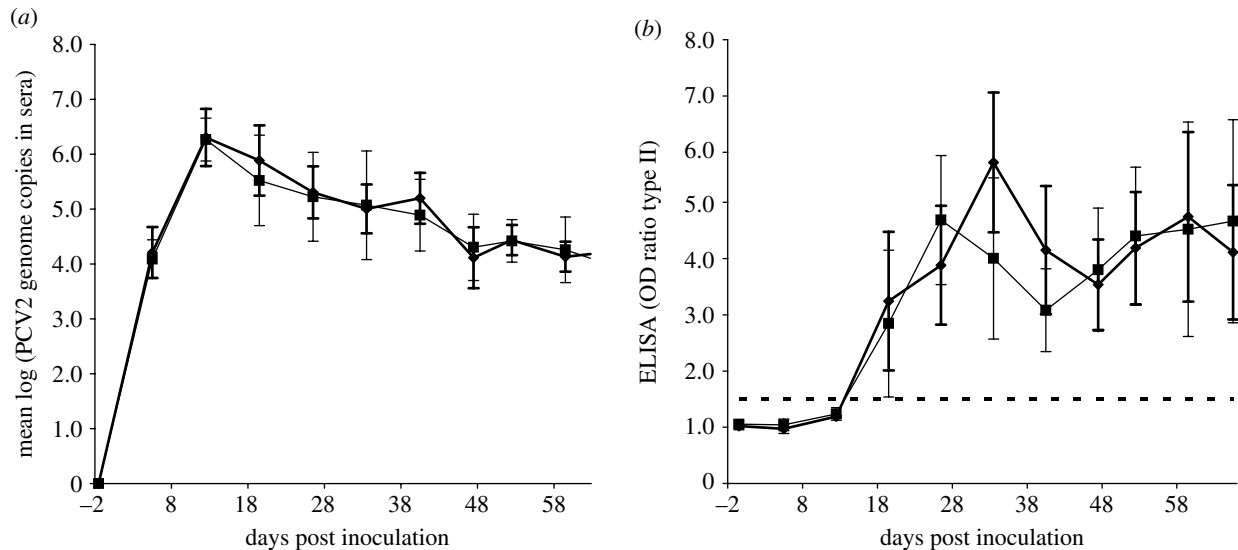 (a)
mean log (PCV2 genome copies in sera)
8.0
7.0
6.0
5.0
4.0
3.0
2.0
1.0
0
–2 8 18 28 38 48 58
days post inoculation
(b)
ELISA (OD ratio type II)
8.0
7.0
6.0
5.0
4.0
3.0
2.0
1.0
0
–2 8 18 28 38 48 58
days post inoculation